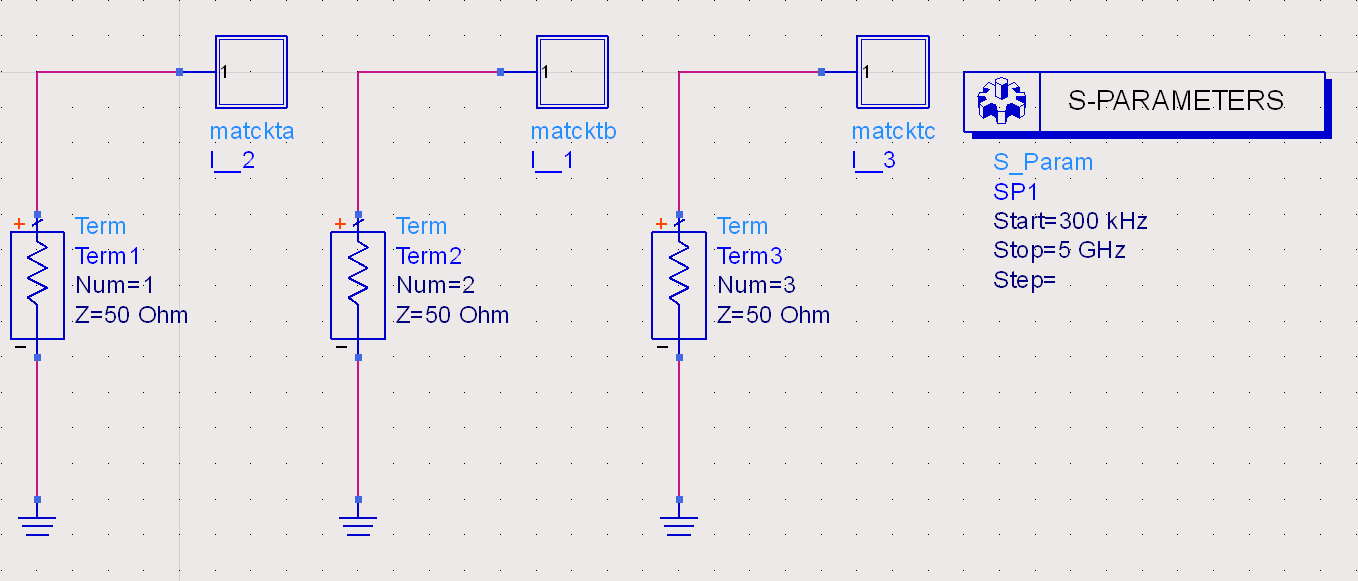 1
matckta
I__2
1
matcktb
I__1
1
matcktc
I__3
S-PARAMETERS
S_Param
SP1
Start=300 kHz
Stop=5 GHz
Step=
+
Term
Term1
Num=1
Z=50 Ohm
−
+
Term
Term2
Num=2
Z=50 Ohm
−
+
Term
Term3
Num=3
Z=50 Ohm
−